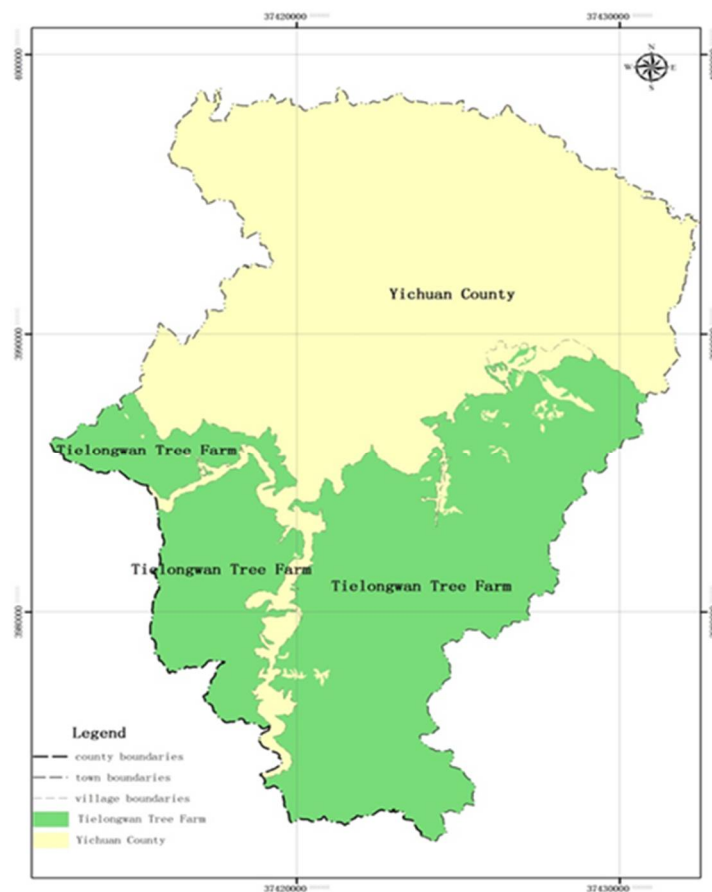 37420000 37430000
N
W E
S
Yichuan County
Tielongwan Tree Farm
Tielongwan Tree Farm
Tielongwan Tree Farm
Legend
county boundaries
town boundaries
village boundaries
Tielongwan Tree Farm
Yichuan County
37420000 37430000